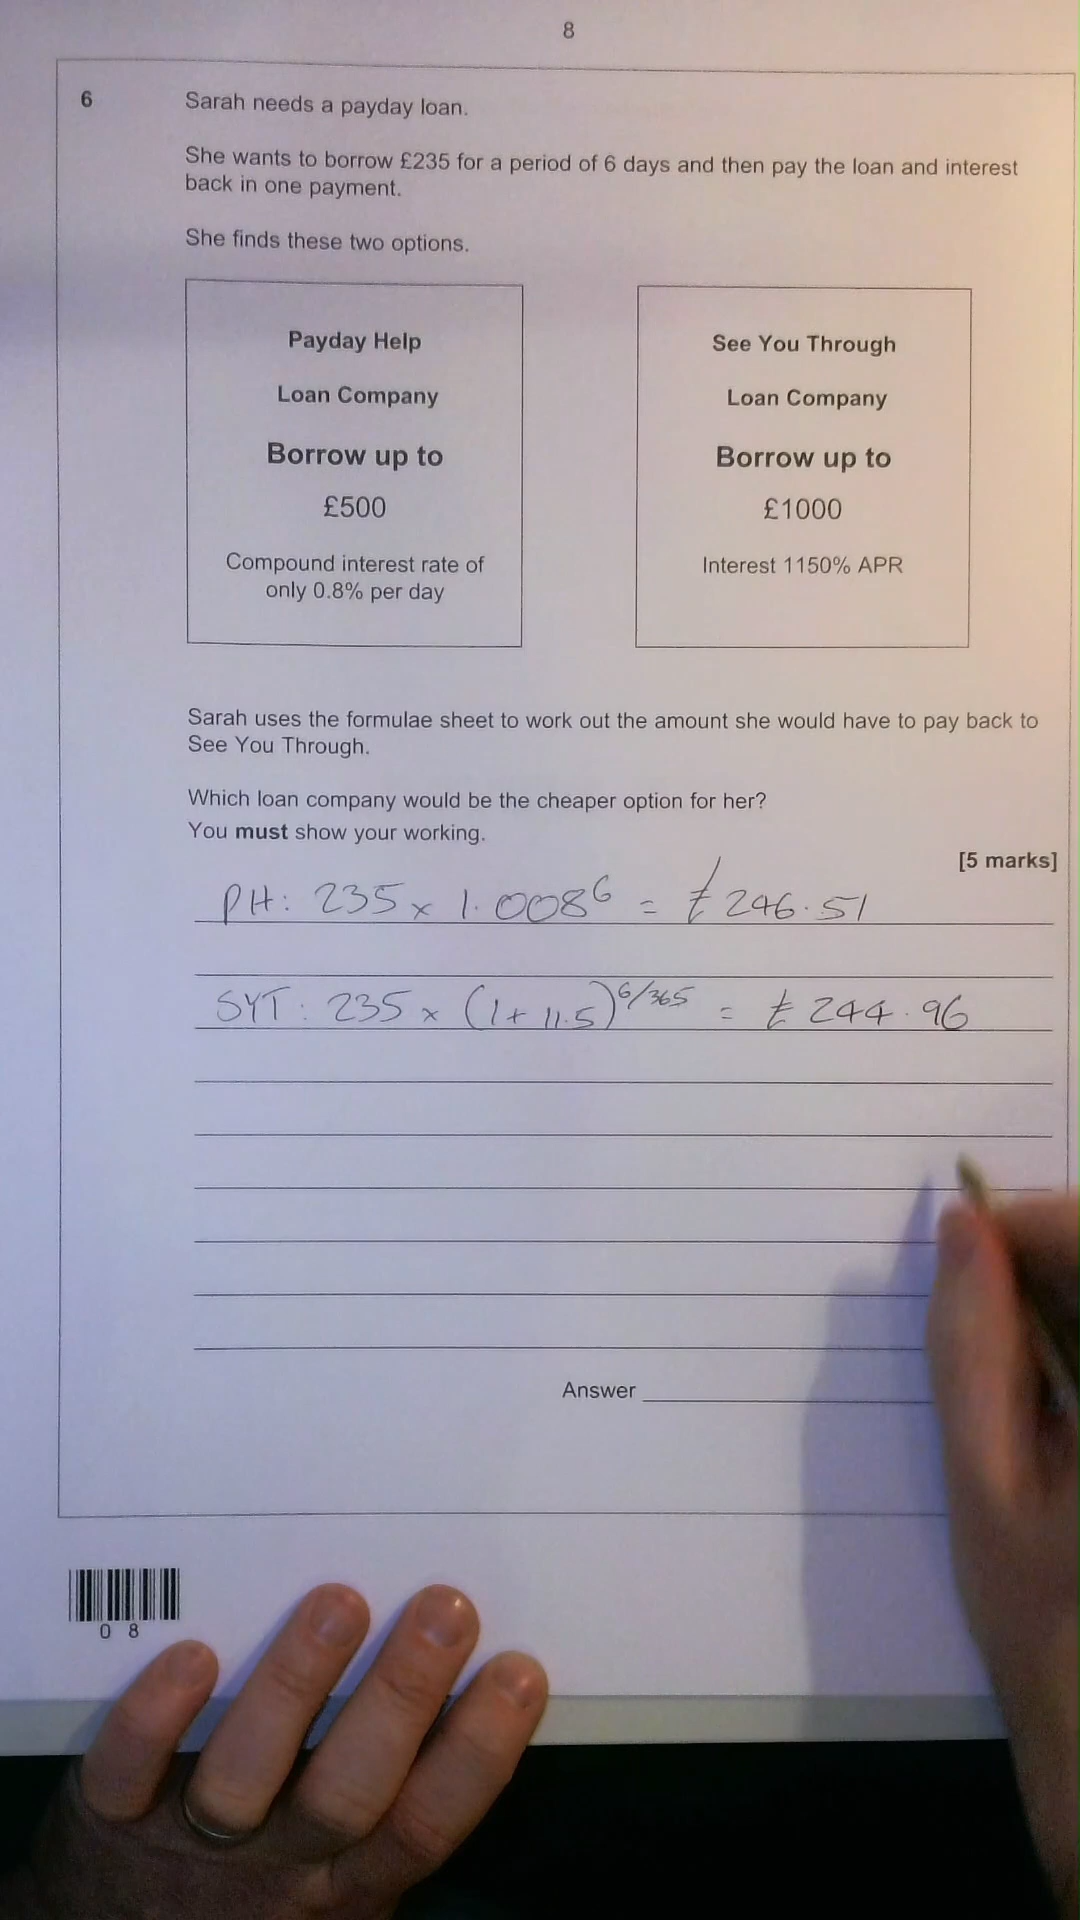 8
6
Sarah needs a payday loan.
She wants to borrow £235 for a period of 6 days and then pay the loan and interest
back in one payment.
She finds these two options.
Payday Help
Loan Company
Borrow up to
£500
Compound interest rate of
only 0.8% per day
See You Through
Loan Company
Borrow up to
£1000
Interest 1150% APR
Sarah uses the formulae sheet to work out the amount she would have to pay back to
See You Through.
Which loan company would be the cheaper option for her?
You must show your working.
[5 marks]
PH: 235 × 1.008⁶ = £246.51
SYT: 235 × (1 + 11.5)^6/365 = £244.96
Answer
0 8